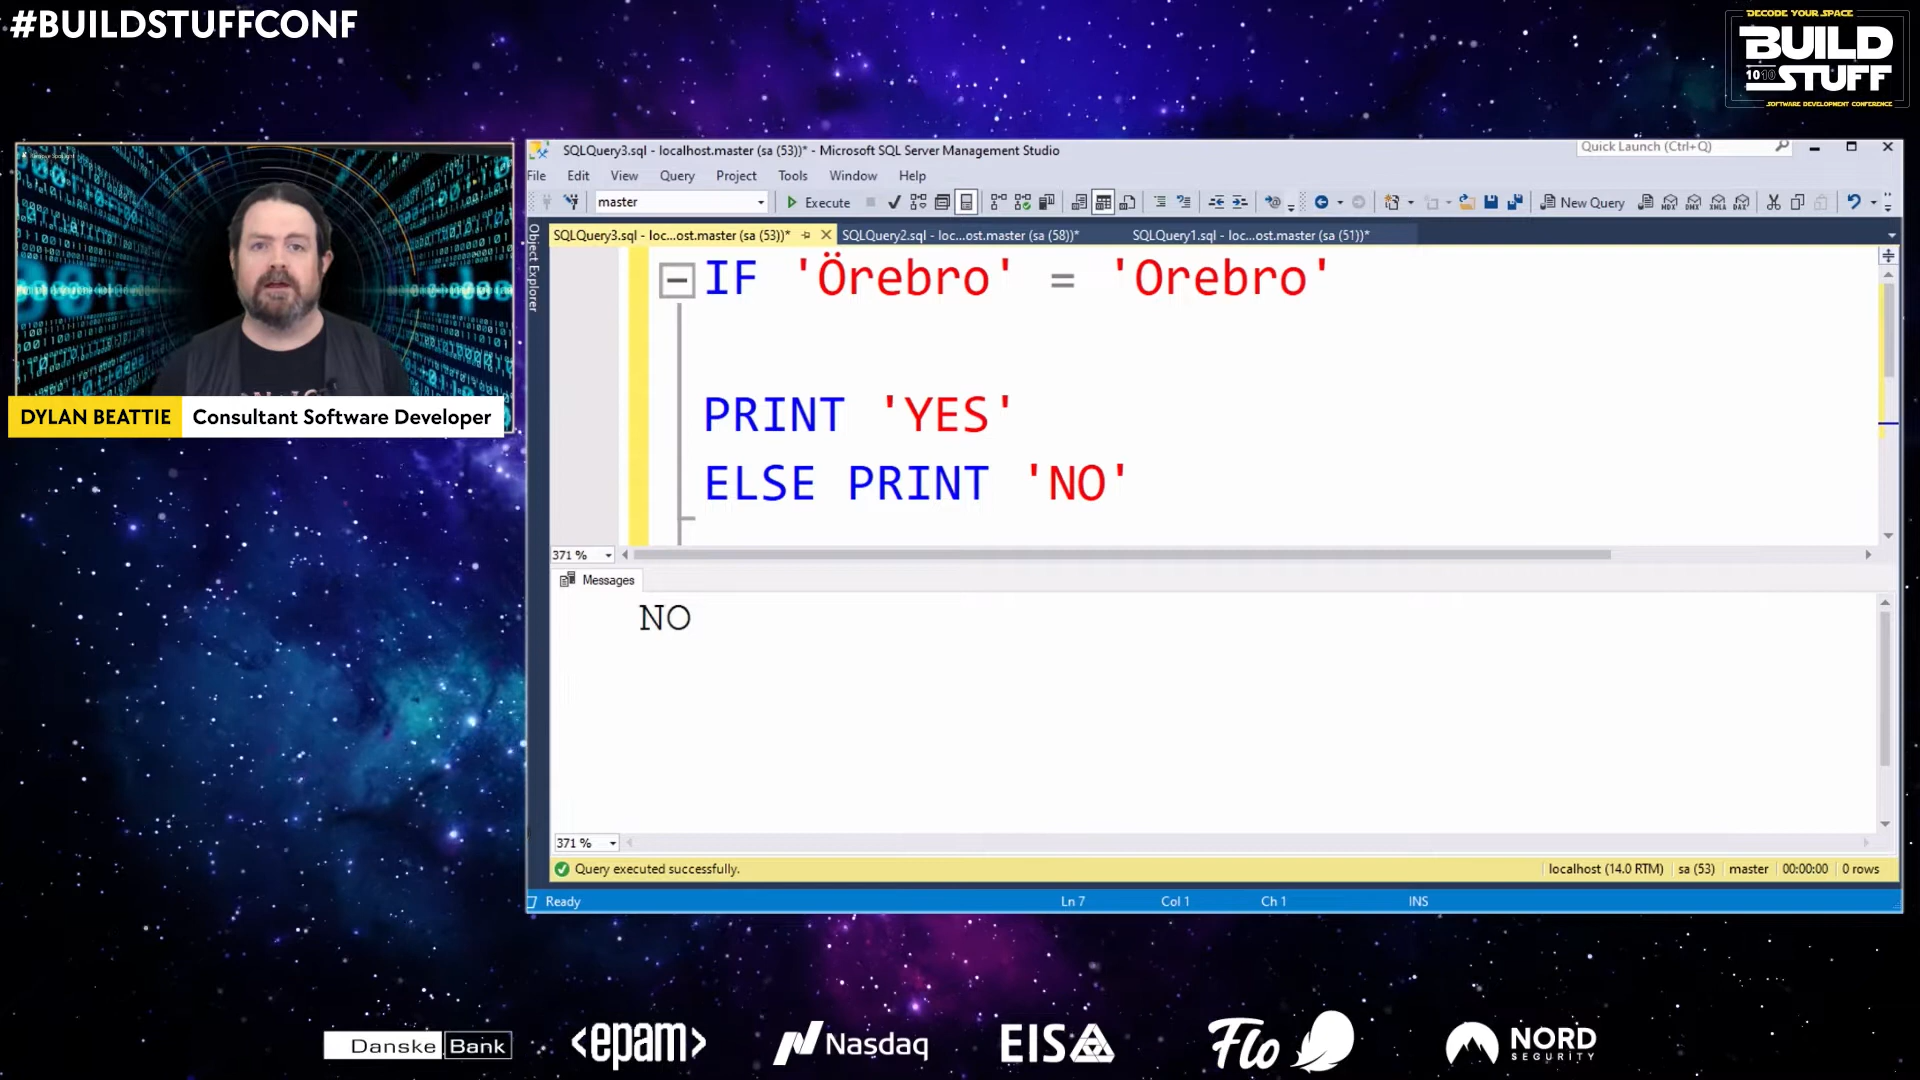 #BUILDSTUFFCONF
DECODE YOUR SPACE
BUILD
1010 STUFF
SOFTWARE DEVELOPMENT CONFERENCE
DYLAN BEATTIE Consultant Software Developer
SQLQuery3.sql - localhost.master (sa (53))* - Microsoft SQL Server Management Studio
Quick Launch (Ctrl+Q)
File Edit View Query Project Tools Window Help
master Execute New Query
SQLQuery3.sql - loc...ost.master (sa (53))* SQLQuery2.sql - loc...ost.master (sa (58))* SQLQuery1.sql - loc...ost.master (sa (51))*
Object Explorer
IF 'Örebro' = 'Orebro'
PRINT 'YES'
ELSE PRINT 'NO'
371 %
Messages
NO
371 %
Query executed successfully. localhost (14.0 RTM) sa (53) master 00:00:00 0 rows
Ready Ln 7 Col 1 Ch 1 INS
Danske Bank <epam> Nasdaq EIS Flo NORD
SECURITY